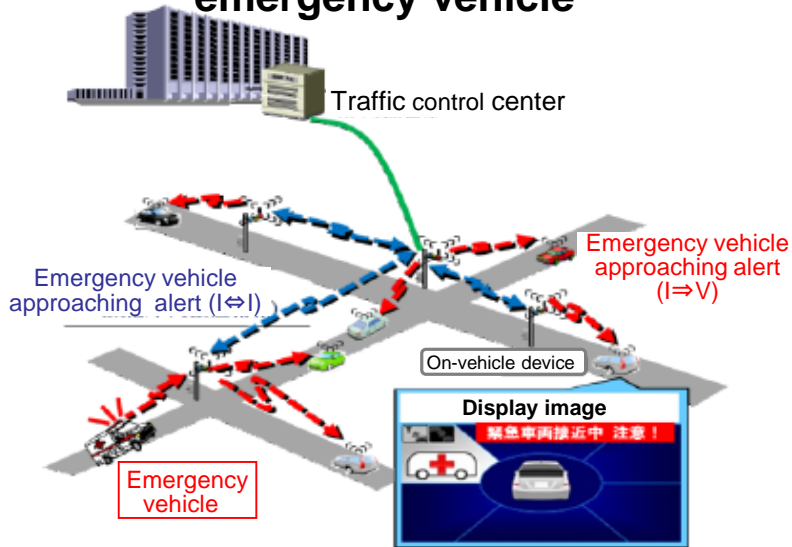 emergency vehicle
Traffic control center
Emergency vehicle
approaching alert
(I⇒V)
Emergency vehicle
approaching alert (I⇔I)
On-vehicle device
Display image
緊急車両接近中 注意！
Emergency
vehicle